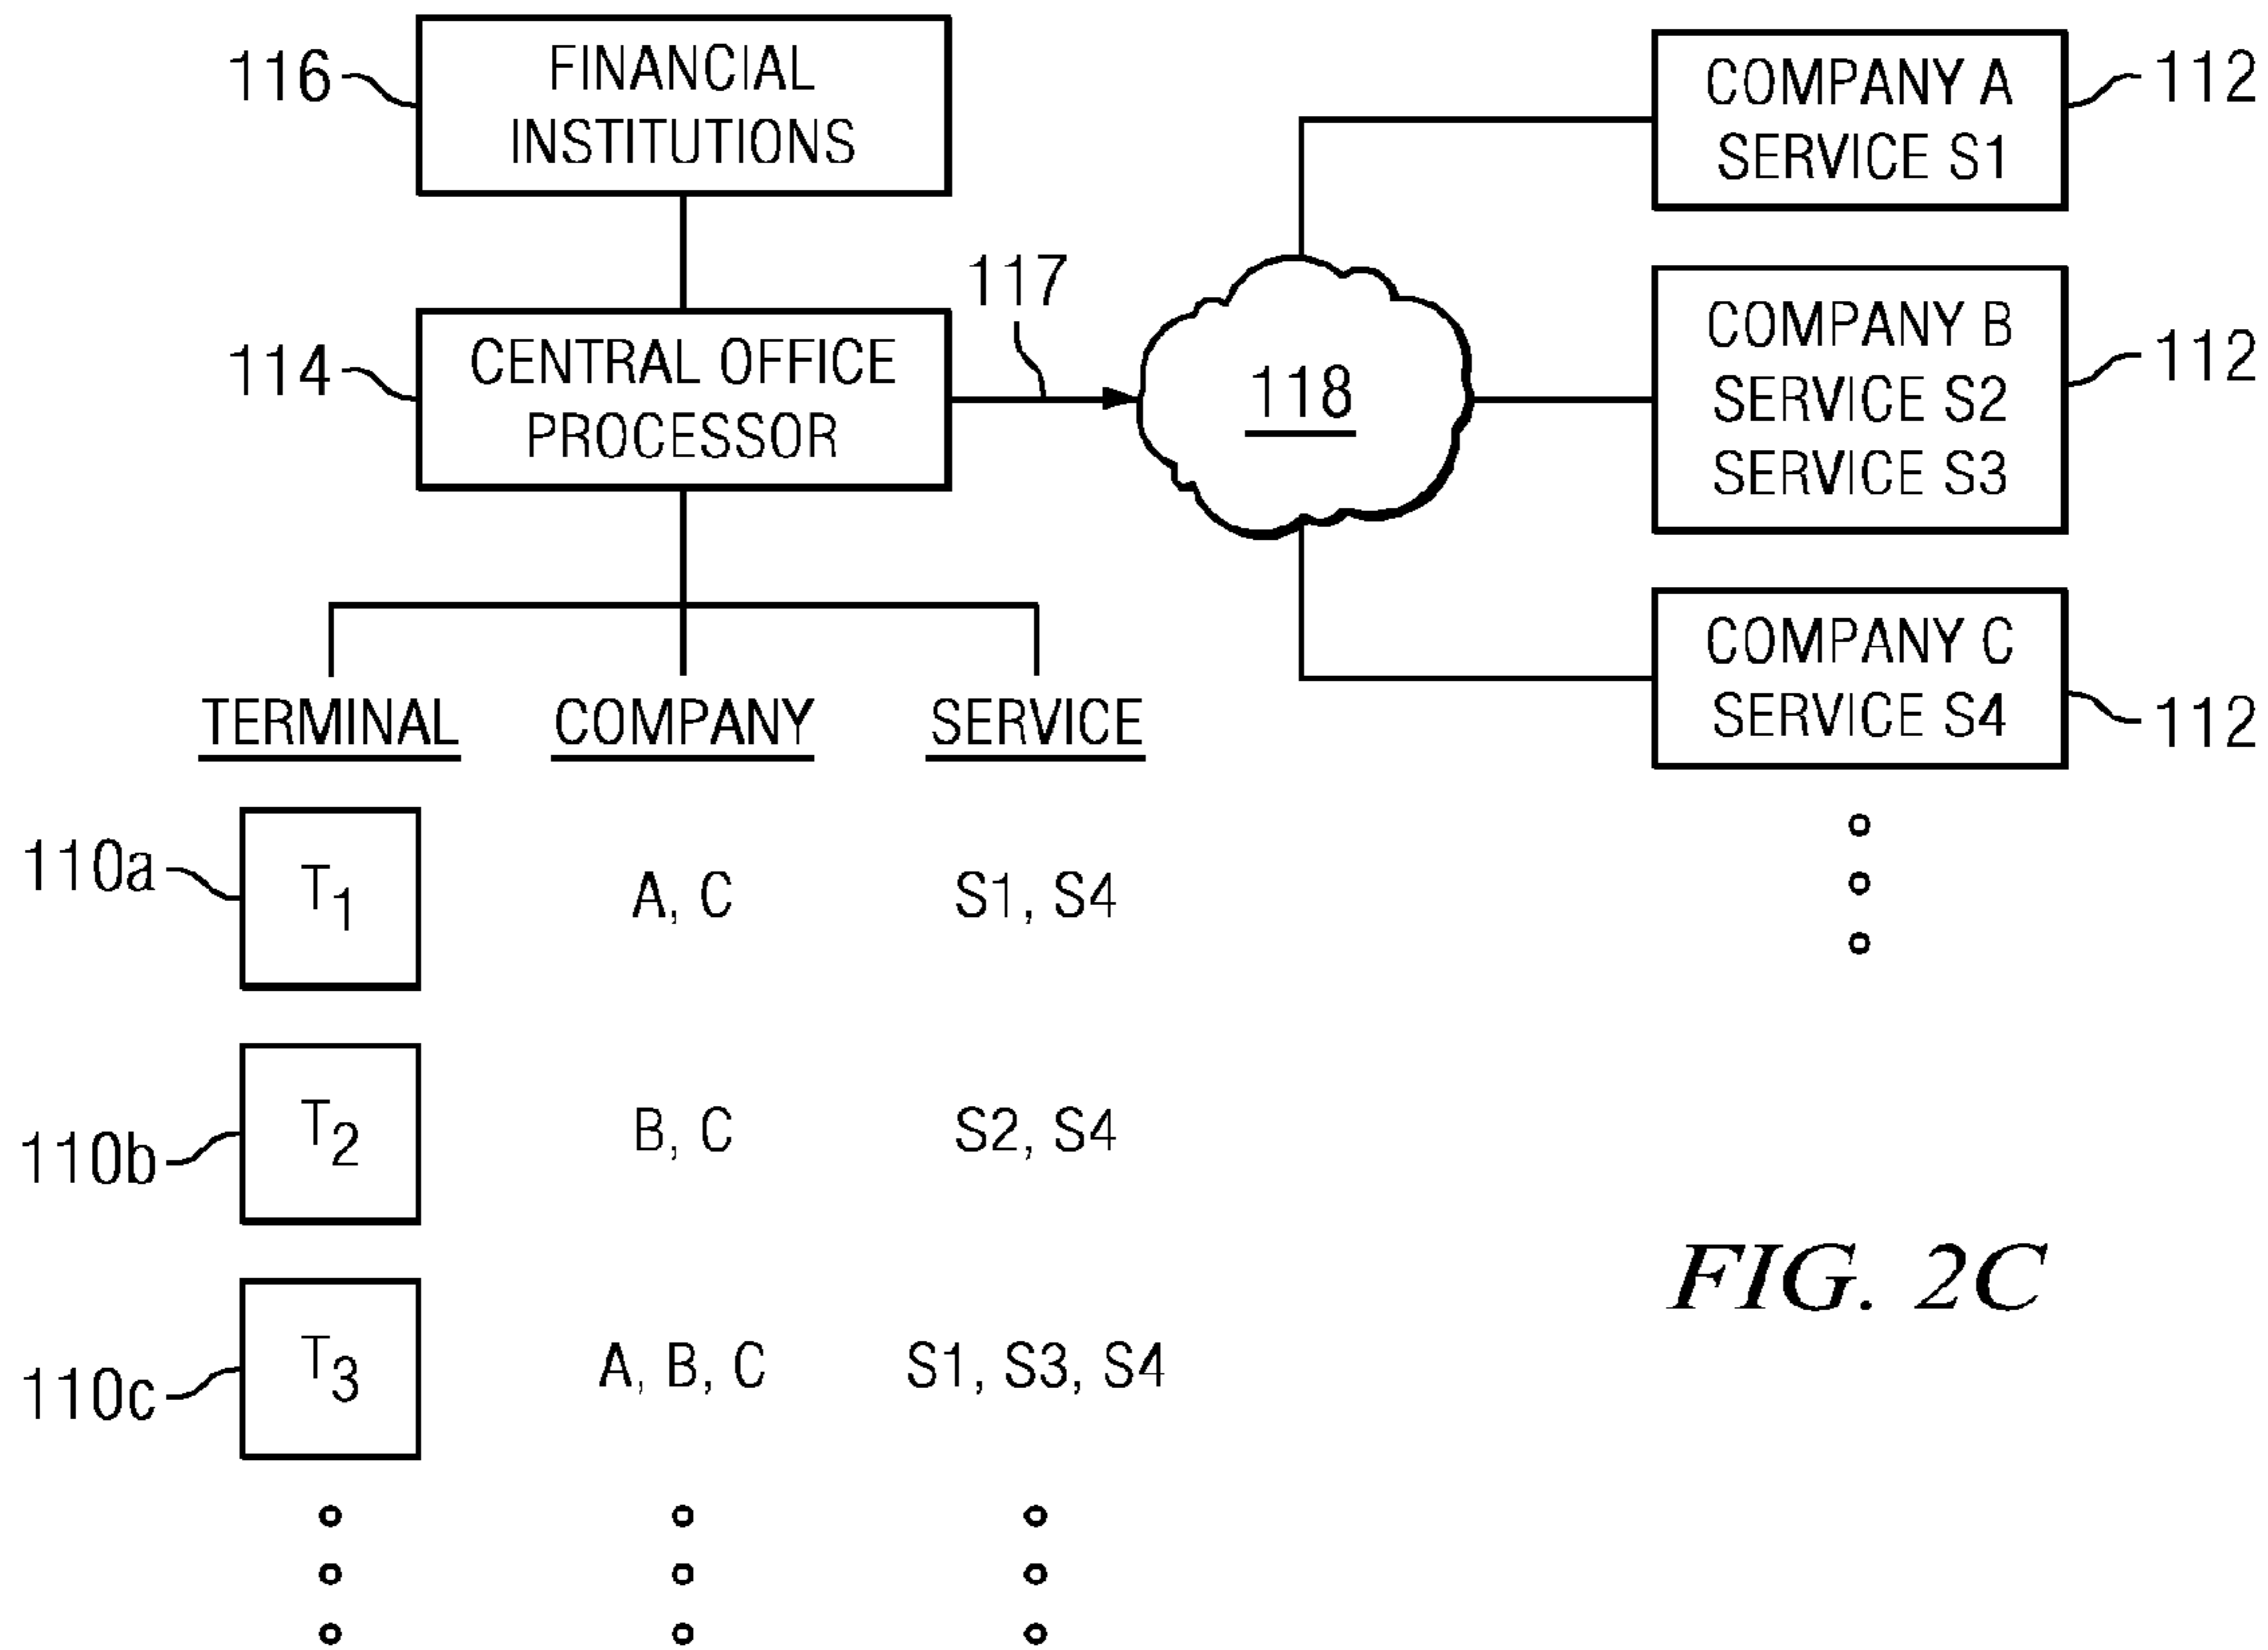 116
FINANCIAL
INSTITUTIONS
COMPANY A
SERVICE S1
112
117
114
CENTRAL OFFICE
PROCESSOR
118
COMPANY B
SERVICE S2
SERVICE S3
112
COMPANY C
SERVICE S4
112
TERMINAL COMPANY SERVICE
110a T1 A, C S1, S4
110b T2 B, C S2, S4
110c T3 A, B, C S1, S3, S4
FIG. 2C